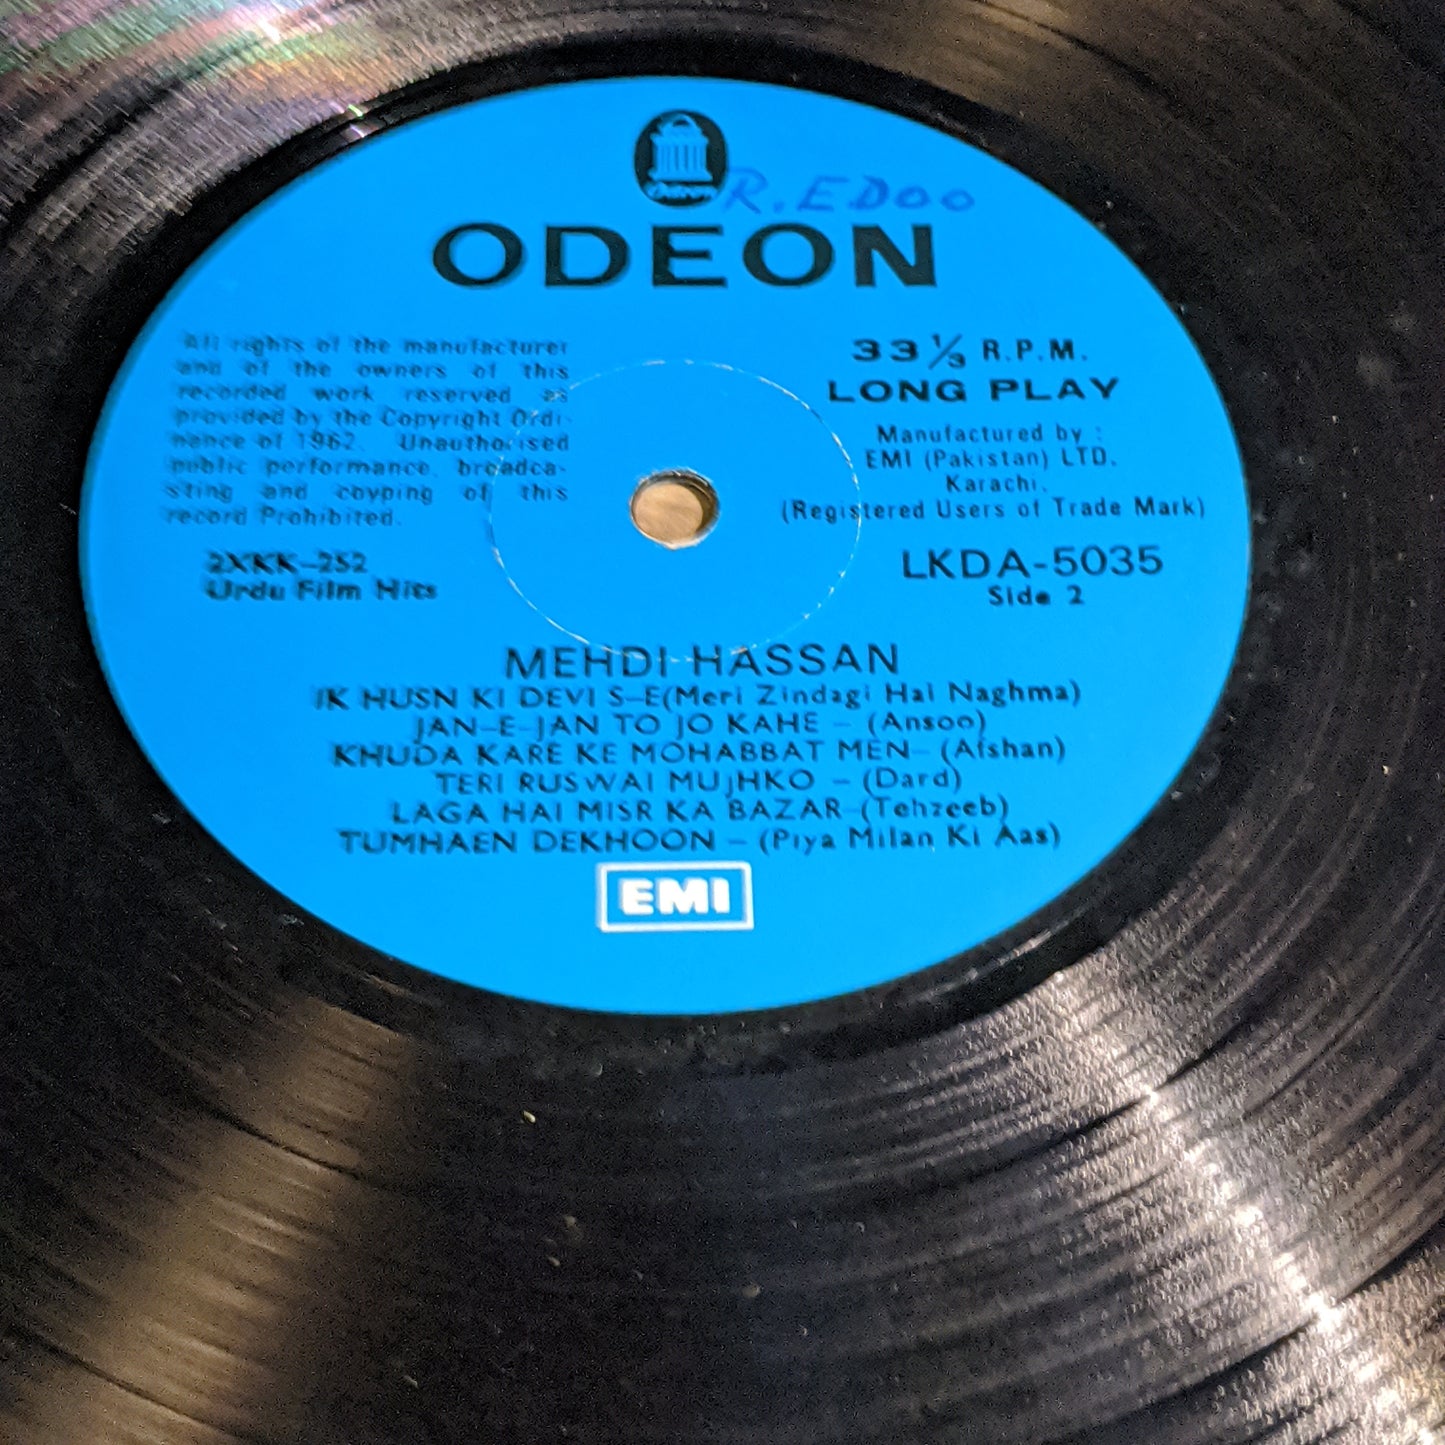 Odeon
R. EDOO
ODEON
All rights of the manufacturer
and of the owners of this
recorded work reserved as
provided by the Copyright Ordi-
nance of 1962. Unauthorised
public performance, broadca-
sting and coyping of this
record Prohibited.
33 1/3 R.P.M.
LONG PLAY
Manufactured by :
EMI (Pakistan) LTD.
Karachi.
(Registered Users of Trade Mark)
2XKK-252
Urdu Film Hits
LKDA-5035
Side 2
MEHDI HASSAN
IK HUSN KI DEVI S-E(Meri Zindagi Hai Naghma)
JAN-E-JAN TO JO KAHE - (Ansoo)
KHUDA KARE KE MOHABBAT MEN- (Afshan)
TERI RUSWAI MUJHKO - (Dard)
LAGA HAI MISR KA BAZAR-(Tehzeeb)
TUMHAEN DEKHOON - (Piya Milan Ki Aas)
EMI